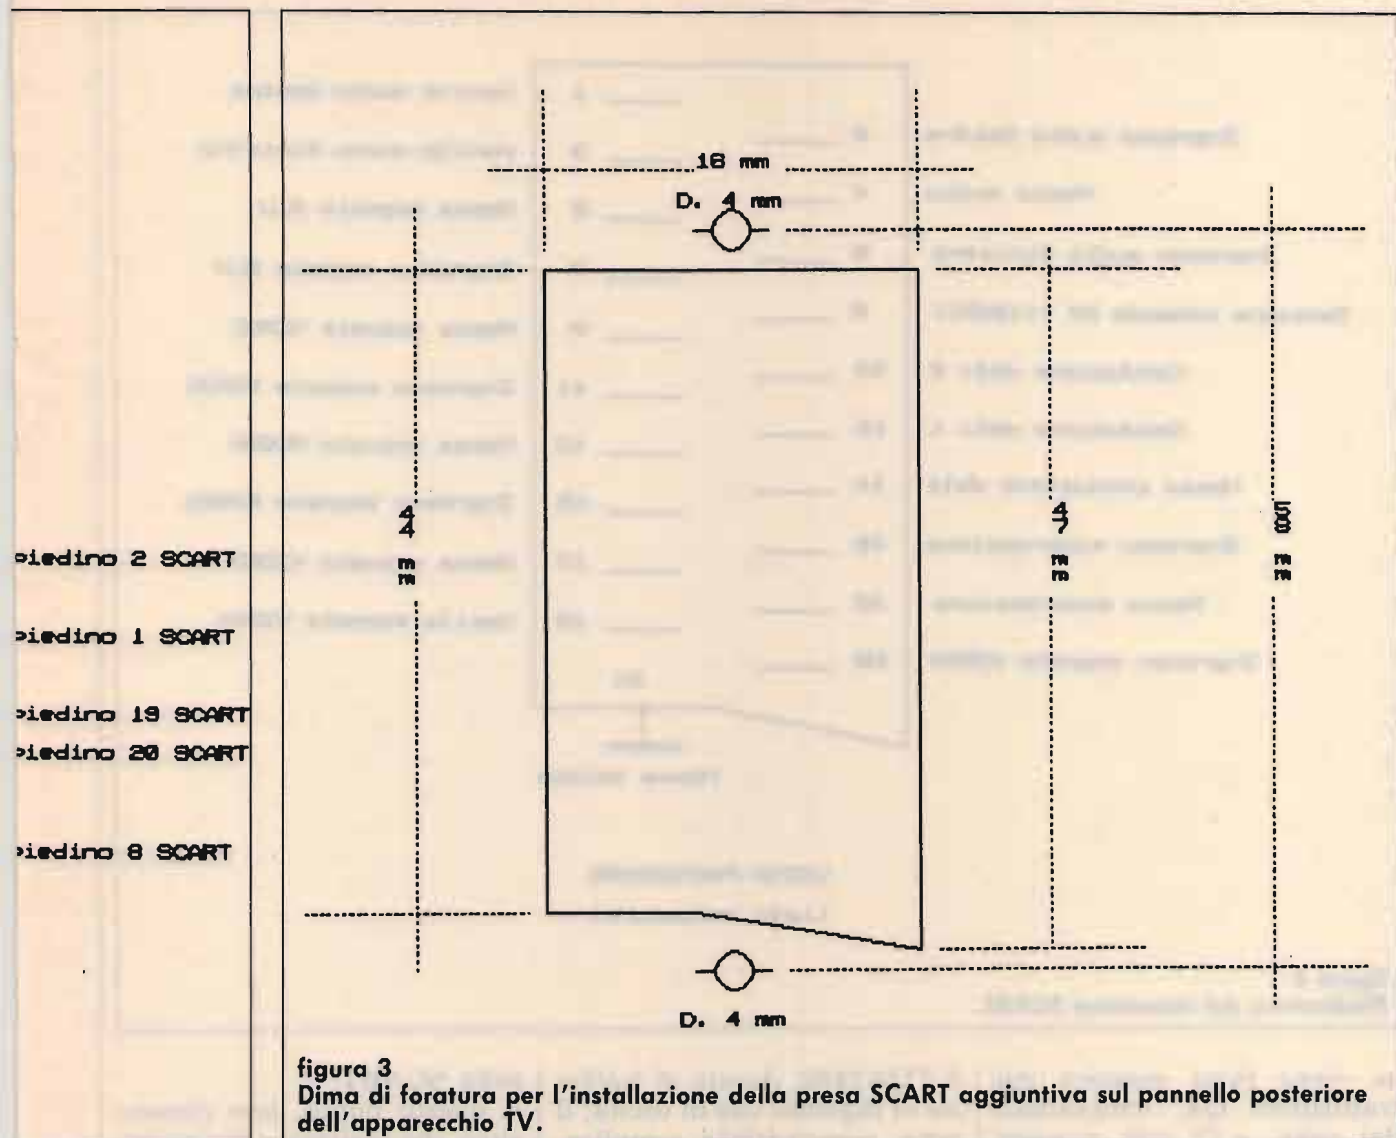 piedino 2 SCART
piedino 1 SCART
piedino 19 SCART
piedino 20 SCART
piedino 8 SCART
16 mm
D. 4 mm
44 mm
47 mm
mm
D. 4 mm
figura 3
Dima di foratura per l'installazione della presa SCART aggiuntiva sul pannello posteriore
dell'apparecchio TV.